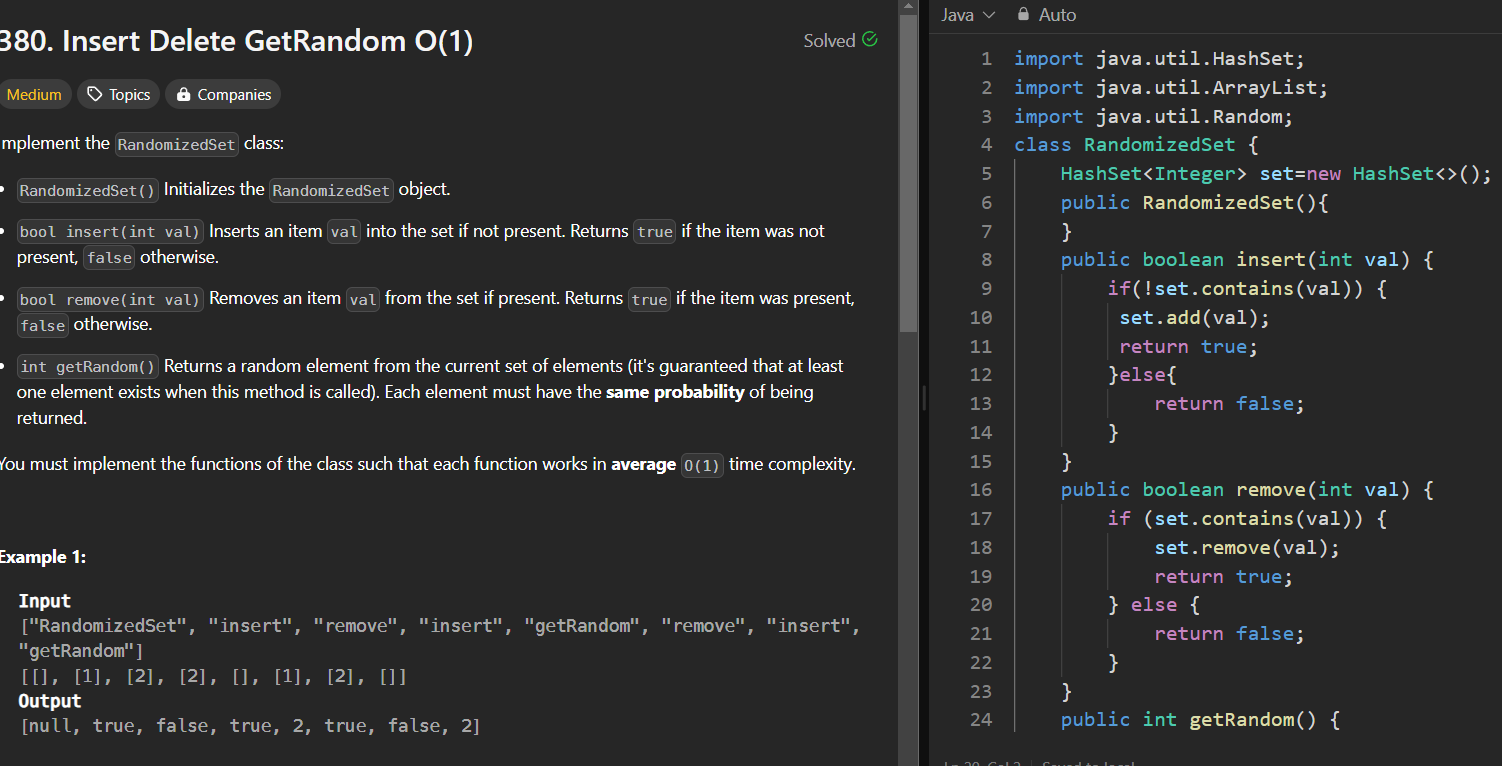 380. Insert Delete GetRandom O(1)
Solved
Medium
Topics
Companies
mplement the RandomizedSet class:
RandomizedSet() Initializes the RandomizedSet object.
bool insert(int val) Inserts an item val into the set if not present. Returns true if the item was not
present, false otherwise.
bool remove(int val) Removes an item val from the set if present. Returns true if the item was present,
false otherwise.
int getRandom() Returns a random element from the current set of elements (it's guaranteed that at least
one element exists when this method is called). Each element must have the same probability of being
returned.
You must implement the functions of the class such that each function works in average O(1) time complexity.
Example 1:
Input
["RandomizedSet", "insert", "remove", "insert", "getRandom", "remove", "insert",
"getRandom"]
[[], [1], [2], [2], [], [1], [2], []]
Output
[null, true, false, true, 2, true, false, 2]
Java
Auto
1 import java.util.HashSet;
2 import java.util.ArrayList;
3 import java.util.Random;
4 class RandomizedSet {
5 HashSet<Integer> set=new HashSet<>();
6 public RandomizedSet(){
7 }
8 public boolean insert(int val) {
9 if(!set.contains(val)) {
10 set.add(val);
11 return true;
12 }else{
13 return false;
14 }
15 }
16 public boolean remove(int val) {
17 if (set.contains(val)) {
18 set.remove(val);
19 return true;
20 } else {
21 return false;
22 }
23 }
24 public int getRandom() {